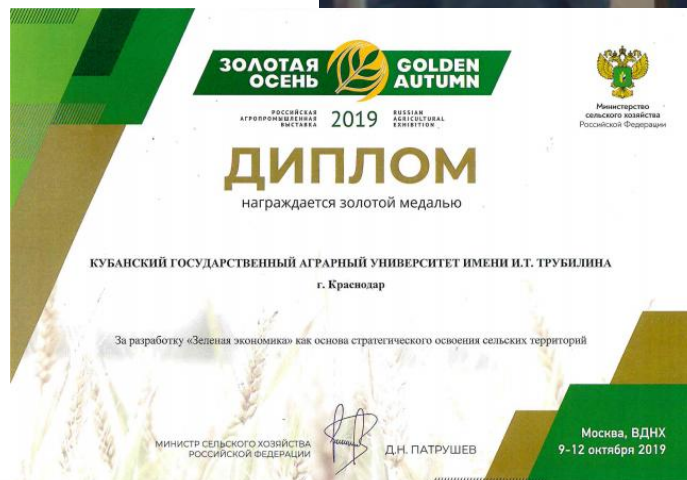 ЗОЛОТАЯ
ОСЕНЬ
GOLDEN
AUTUMN
РОССИЙСКАЯ
АГРОПРОМЫШЛЕННАЯ
ВЫСТАВКА
2019
RUSSIAN
AGRICULTURAL
EXHIBITION
Министерство
сельского хозяйства
Российской Федерации
ДИПЛОМ
награждается золотой медалью
КУБАНСКИЙ ГОСУДАРСТВЕННЫЙ АГРАРНЫЙ УНИВЕРСИТЕТ ИМЕНИ И.Т. ТРУБИЛИНА
г. Краснодар
За разработку «Зеленая экономика» как основа стратегического освоения сельских территорий
МИНИСТР СЕЛЬСКОГО ХОЗЯЙСТВА
РОССИЙСКОЙ ФЕДЕРАЦИИ
Д.Н. ПАТРУШЕВ
Москва, ВДНХ
9-12 октября 2019